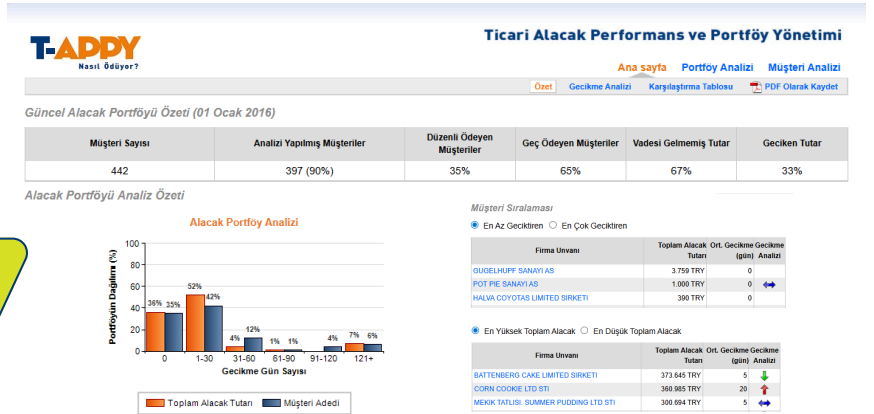 T-APPY
Nasıl Ödüyor?
Ticari Alacak Performans ve Portföy Yönetimi
Ana sayfa Portföy Analizi Müşteri Analizi
Özet Gecikme Analizi Karşılaştırma Tablosu PDF Olarak Kaydet
Güncel Alacak Portföyü Özeti (01 Ocak 2016)
Müşteri Sayısı Analizi Yapılmış Müşteriler Düzenli Ödeyen Müşteriler Geç Ödeyen Müşteriler Vadesi Gelmemiş Tutar Geciken Tutar
442 397 (90%) 35% 65% 67% 33%
Alacak Portföyü Analiz Özeti
Alacak Portföy Analizi
Portföyün Dağılımı (%)
100
80
60
40
20
0
36% 35%
52% 42%
4% 12%
1% 1%
4%
7% 6%
0 1-30 31-60 61-90 91-120 121+
Gecikme Gün Sayısı
Toplam Alacak Tutarı Müşteri Adedi
Müşteri Sıralaması
En Az Geciktiren En Çok Geciktiren
Firma Unvanı Toplam Alacak Tutarı Ort. Gecikme (gün) Gecikme Analizi
GUGELHUPF SANAYI AS 3.759 TRY 0
POT PIE SANAYI AS 1.000 TRY 0
HALVA COYOTAS LIMITED SIRKETI 390 TRY 0
En Yüksek Toplam Alacak En Düşük Toplam Alacak
Firma Unvanı Toplam Alacak Tutarı Ort. Gecikme (gün) Gecikme Analizi
BATTENBERG CAKE LIMITED SIRKETI 373.645 TRY 5
CORN COOKIE LTD STI 360.985 TRY 20
MEKIK TATLISI. SUMMER PUDDING LTD STI 300.694 TRY 5